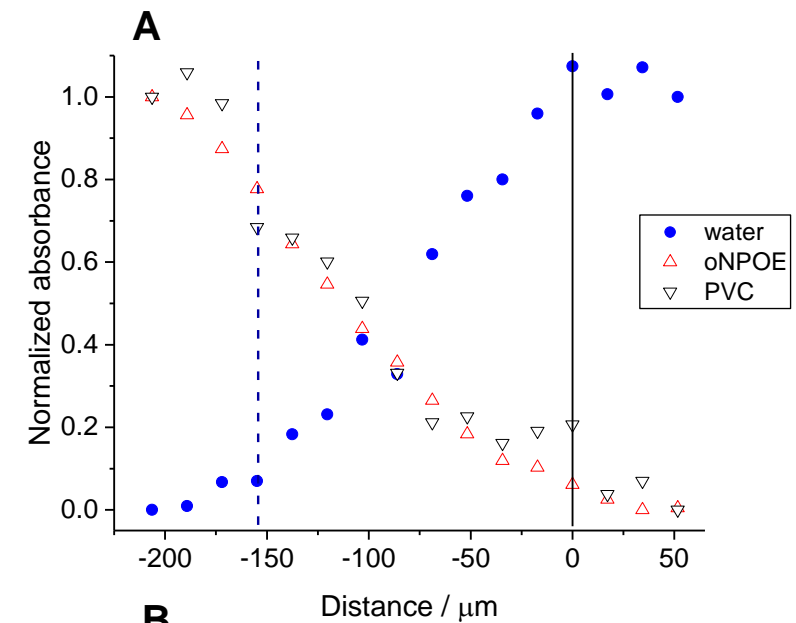 A
1.0
0.8
0.6
0.4
0.2
0.0
Normalized absorbance
water
oNPOE
PVC
-200 -150 -100 -50 0 50
Distance / μm
B